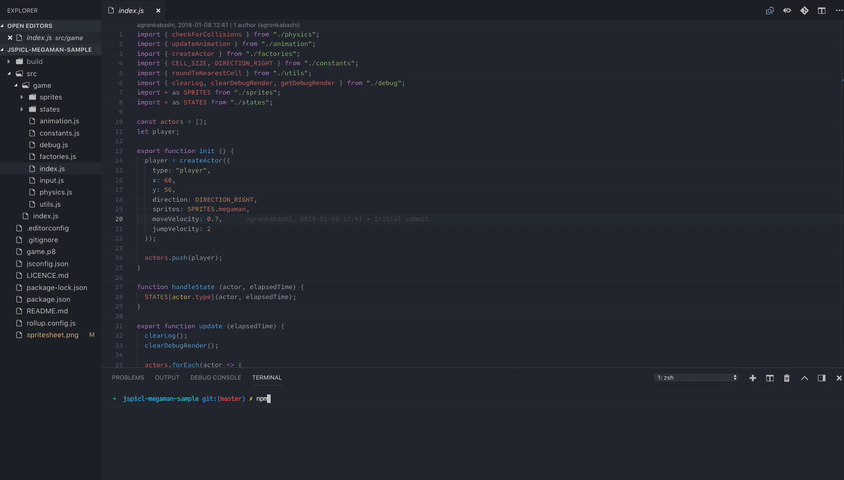 EXPLORER
OPEN EDITORS
index.js src/game
JSPICL-MEGAMAN-SAMPLE
build
src
game
sprites
states
animation.js
constants.js
debug.js
factories.js
index.js
input.js
physics.js
utils.js
index.js
.editorconfig
.gitignore
game.p8
jsconfig.json
LICENCE.md
package-lock.json
package.json
README.md
rollup.config.js
spritesheet.png M
index.js
agronkabashi, 2018-01-08 12:41 | 1 author (agronkabashi)
1 import { checkForCollisions } from "./physics";
2 import { updateAnimation } from "./animation";
3 import { createActor } from "./factories";
4 import { CELL_SIZE, DIRECTION_RIGHT } from "./constants";
5 import { roundToNearestCell } from "./utils";
6 import { clearLog, clearDebugRender, getDebugRender } from "./debug";
7 import * as SPRITES from "./sprites";
8 import * as STATES from "./states";
9
10 const actors = [];
11 let player;
12
13 export function init () {
14 player = createActor({
15 type: "player",
16 x: 60,
17 y: 56,
18 direction: DIRECTION_RIGHT,
19 sprites: SPRITES.megaman,
20 moveVelocity: 0.7, agronkabashi, 2018-01-08 12:41 • Initial commit
21 jumpVelocity: 2
22 });
23
24 actors.push(player);
25 }
26
27 function handleState (actor, elapsedTime) {
28 STATES[actor.type](actor, elapsedTime);
29 }
30
31 export function update (elapsedTime) {
32 clearLog();
33 clearDebugRender();
34
35 actors.forEach(actor => {
PROBLEMS OUTPUT DEBUG CONSOLE TERMINAL 1: zsh
➜ jspicl-megaman-sample git:(master) ✗ npm